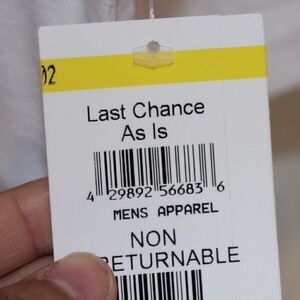 02
Last Chance
As Is
4 29892 56683 6
MENS APPAREL
NON
RETURNABLE